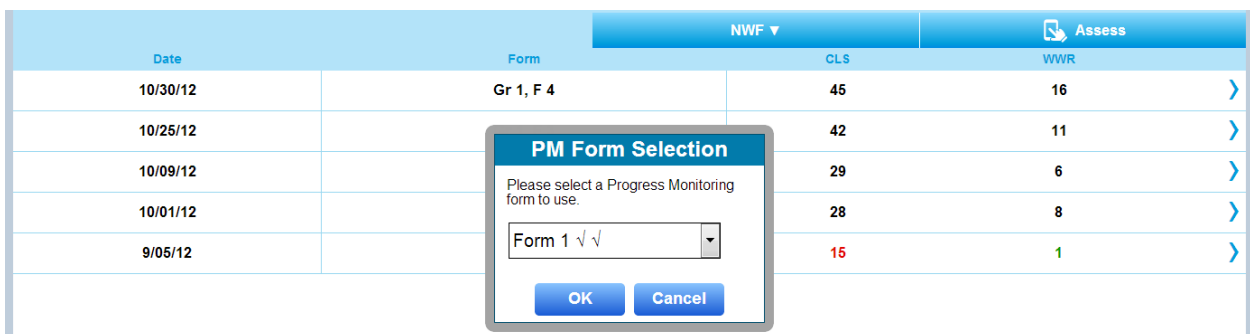 NWF ▼ Assess
Date Form CLS WWR
10/30/12 Gr 1, F 4 45 16
10/25/12 42 11
10/09/12 29 6
10/01/12 28 8
9/05/12 15 1
PM Form Selection
Please select a Progress Monitoring
form to use.
Form 1 √ √
OK Cancel